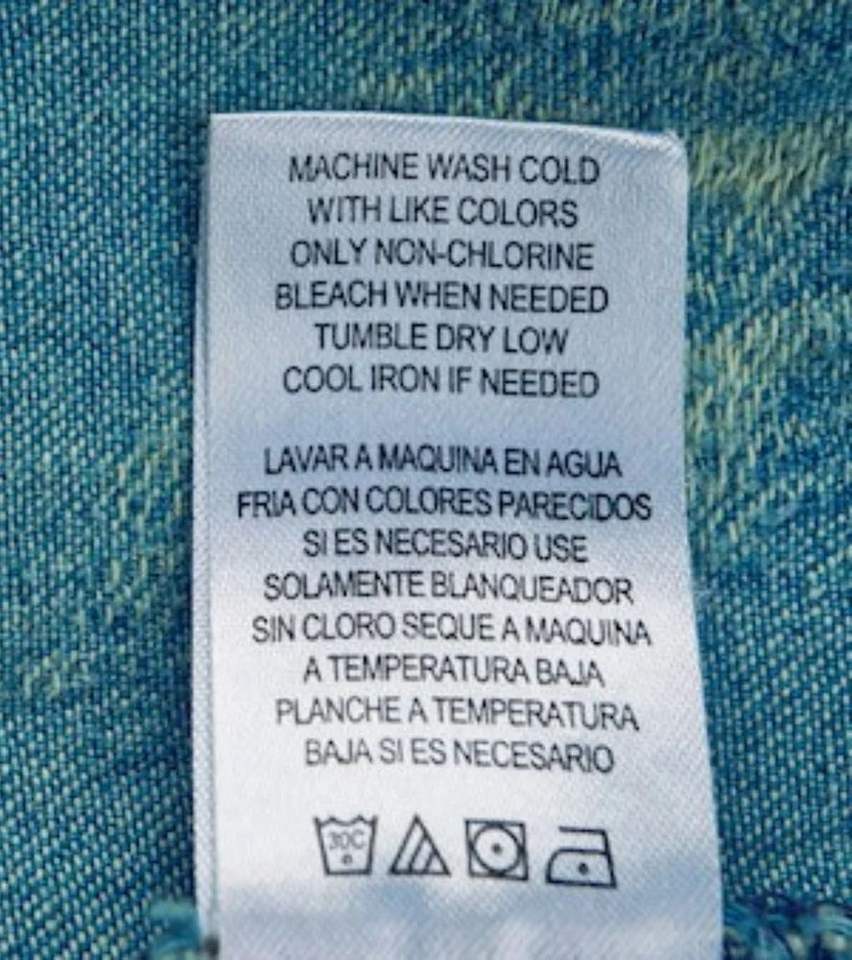 MACHINE WASH COLD
WITH LIKE COLORS
ONLY NON-CHLORINE
BLEACH WHEN NEEDED
TUMBLE DRY LOW
COOL IRON IF NEEDED
LAVAR A MAQUINA EN AGUA
FRIA CON COLORES PARECIDOS
SI ES NECESARIO USE
SOLAMENTE BLANQUEADOR
SIN CLORO SEQUE A MAQUINA
A TEMPERATURA BAJA
PLANCHE A TEMPERATURA
BAJA SI ES NECESARIO
30C